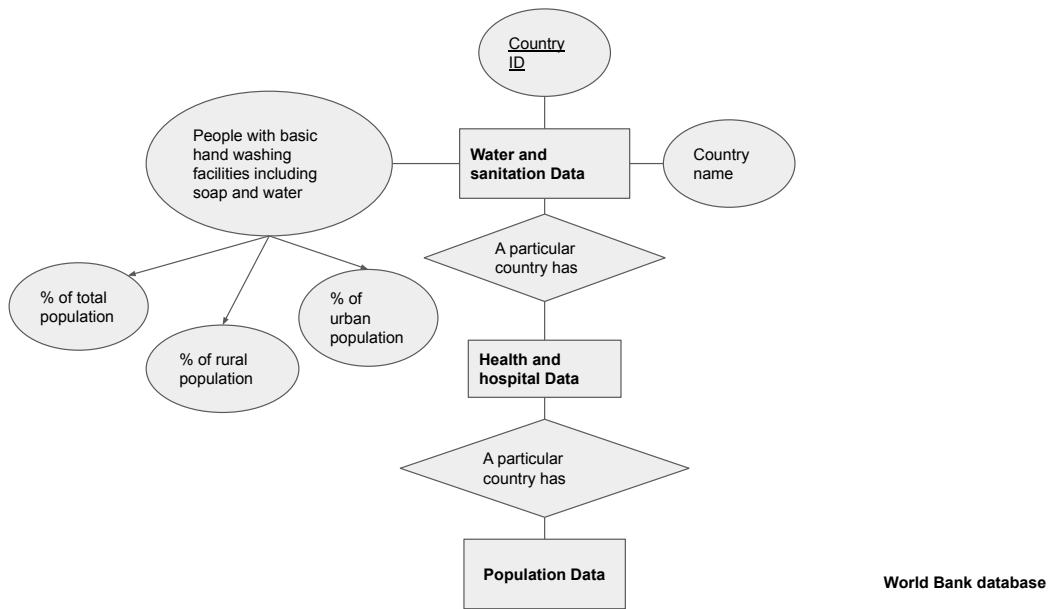 Country
ID
People with basic
hand washing
facilities including
soap and water
Water and
sanitation Data
Country
name
A particular
country has
% of total
population
% of
urban
population
% of rural
population
Health and
hospital Data
A particular
country has
Population Data
World Bank database